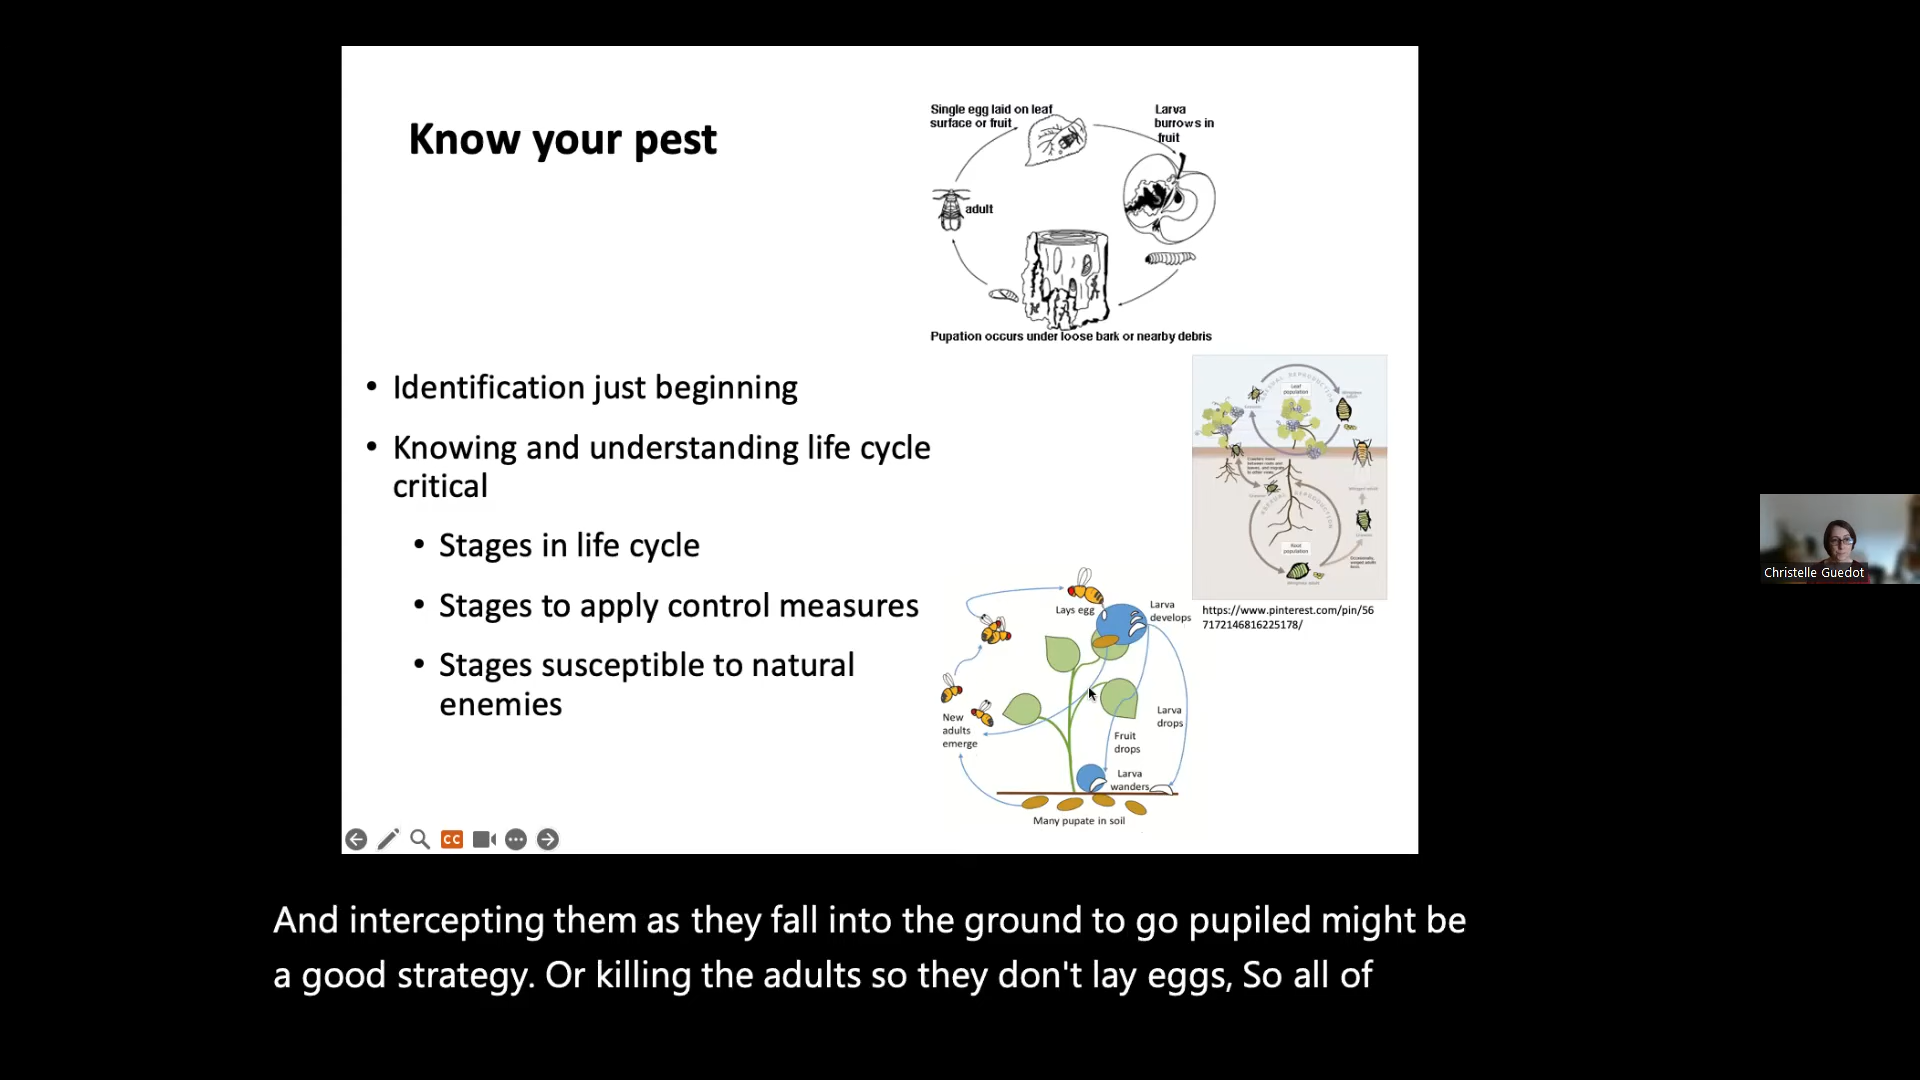 Know your pest
Single egg laid on leaf
surface or fruit
Larva
burrows in
fruit
adult
Pupation occurs under loose bark or nearby debris
• Identification just beginning
• Knowing and understanding life cycle
critical
• Stages in life cycle
• Stages to apply control measures
• Stages susceptible to natural
enemies
Leaf
population
Root
population
https://www.pinterest.com/pin/56
7172146816225178/
Lays egg
Larva
develops
New
adults
emerge
Larva
drops
Fruit
drops
Larva
wanders
Many pupate in soil
CC
Christelle Guedot
And intercepting them as they fall into the ground to go pupiled might be
a good strategy. Or killing the adults so they don't lay eggs, So all of